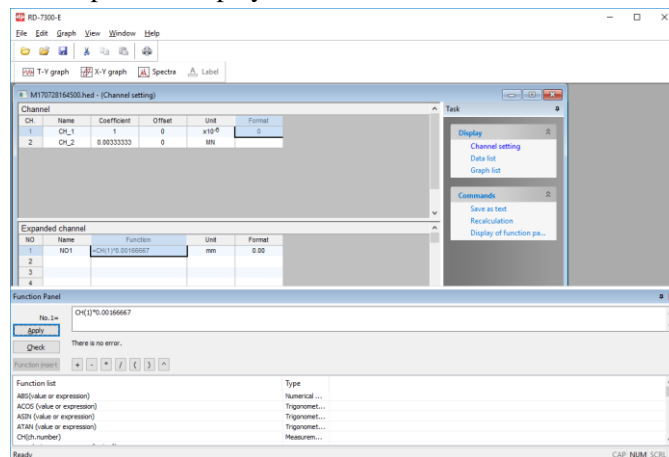 RD-7300-E
File Edit Graph View Window Help
T-Y graph X-Y graph Spectra Label
M170728164500.hed - (Channel setting)
Channel
CH. Name Coefficient Offset Unit Format
1 CH_1 1 0 x10-6 0
2 CH_2 0.00333333 0 MN
Expanded channel
NO Name Function Unit Format
1 NO1 =CH(1)*0.00166667 mm 0.00
2
3
4
Task
Display
Channel setting
Data list
Graph list
Commands
Save as text
Recalculation
Display of function pa...
Function Panel
No.1=
CH(1)*0.00166667
Apply
Check
There is no error.
Function insert
+ - * / ( ) ^
Function list Type
ABS(value or expression) Numerical ...
ACOS (value or expression) Trigonomet...
ASIN (value or expression) Trigonomet...
ATAN (value or expression) Trigonomet...
CH(ch.number) Measurem...
Ready
CAP NUM SCRL